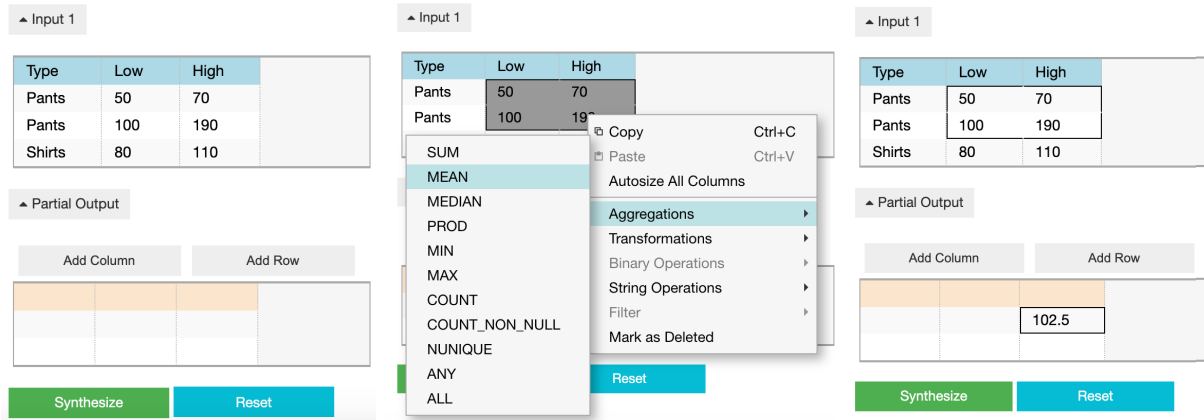 Input 1
Type Low High
Pants 50 70
Pants 100 190
Shirts 80 110
Partial Output
Add Column Add Row
Synthesize Reset
Input 1
Type Low High
Pants 50 70
Pants 100 19
Copy Ctrl+C
Paste Ctrl+V
Autosize All Columns
Aggregations
Transformations
Binary Operations
String Operations
Filter
Mark as Deleted
SUM
MEAN
MEDIAN
PROD
MIN
MAX
COUNT
COUNT_NON_NULL
NUNIQUE
ANY
ALL
Reset
Input 1
Type Low High
Pants 50 70
Pants 100 190
Shirts 80 110
Partial Output
Add Column Add Row
102.5
Synthesize Reset